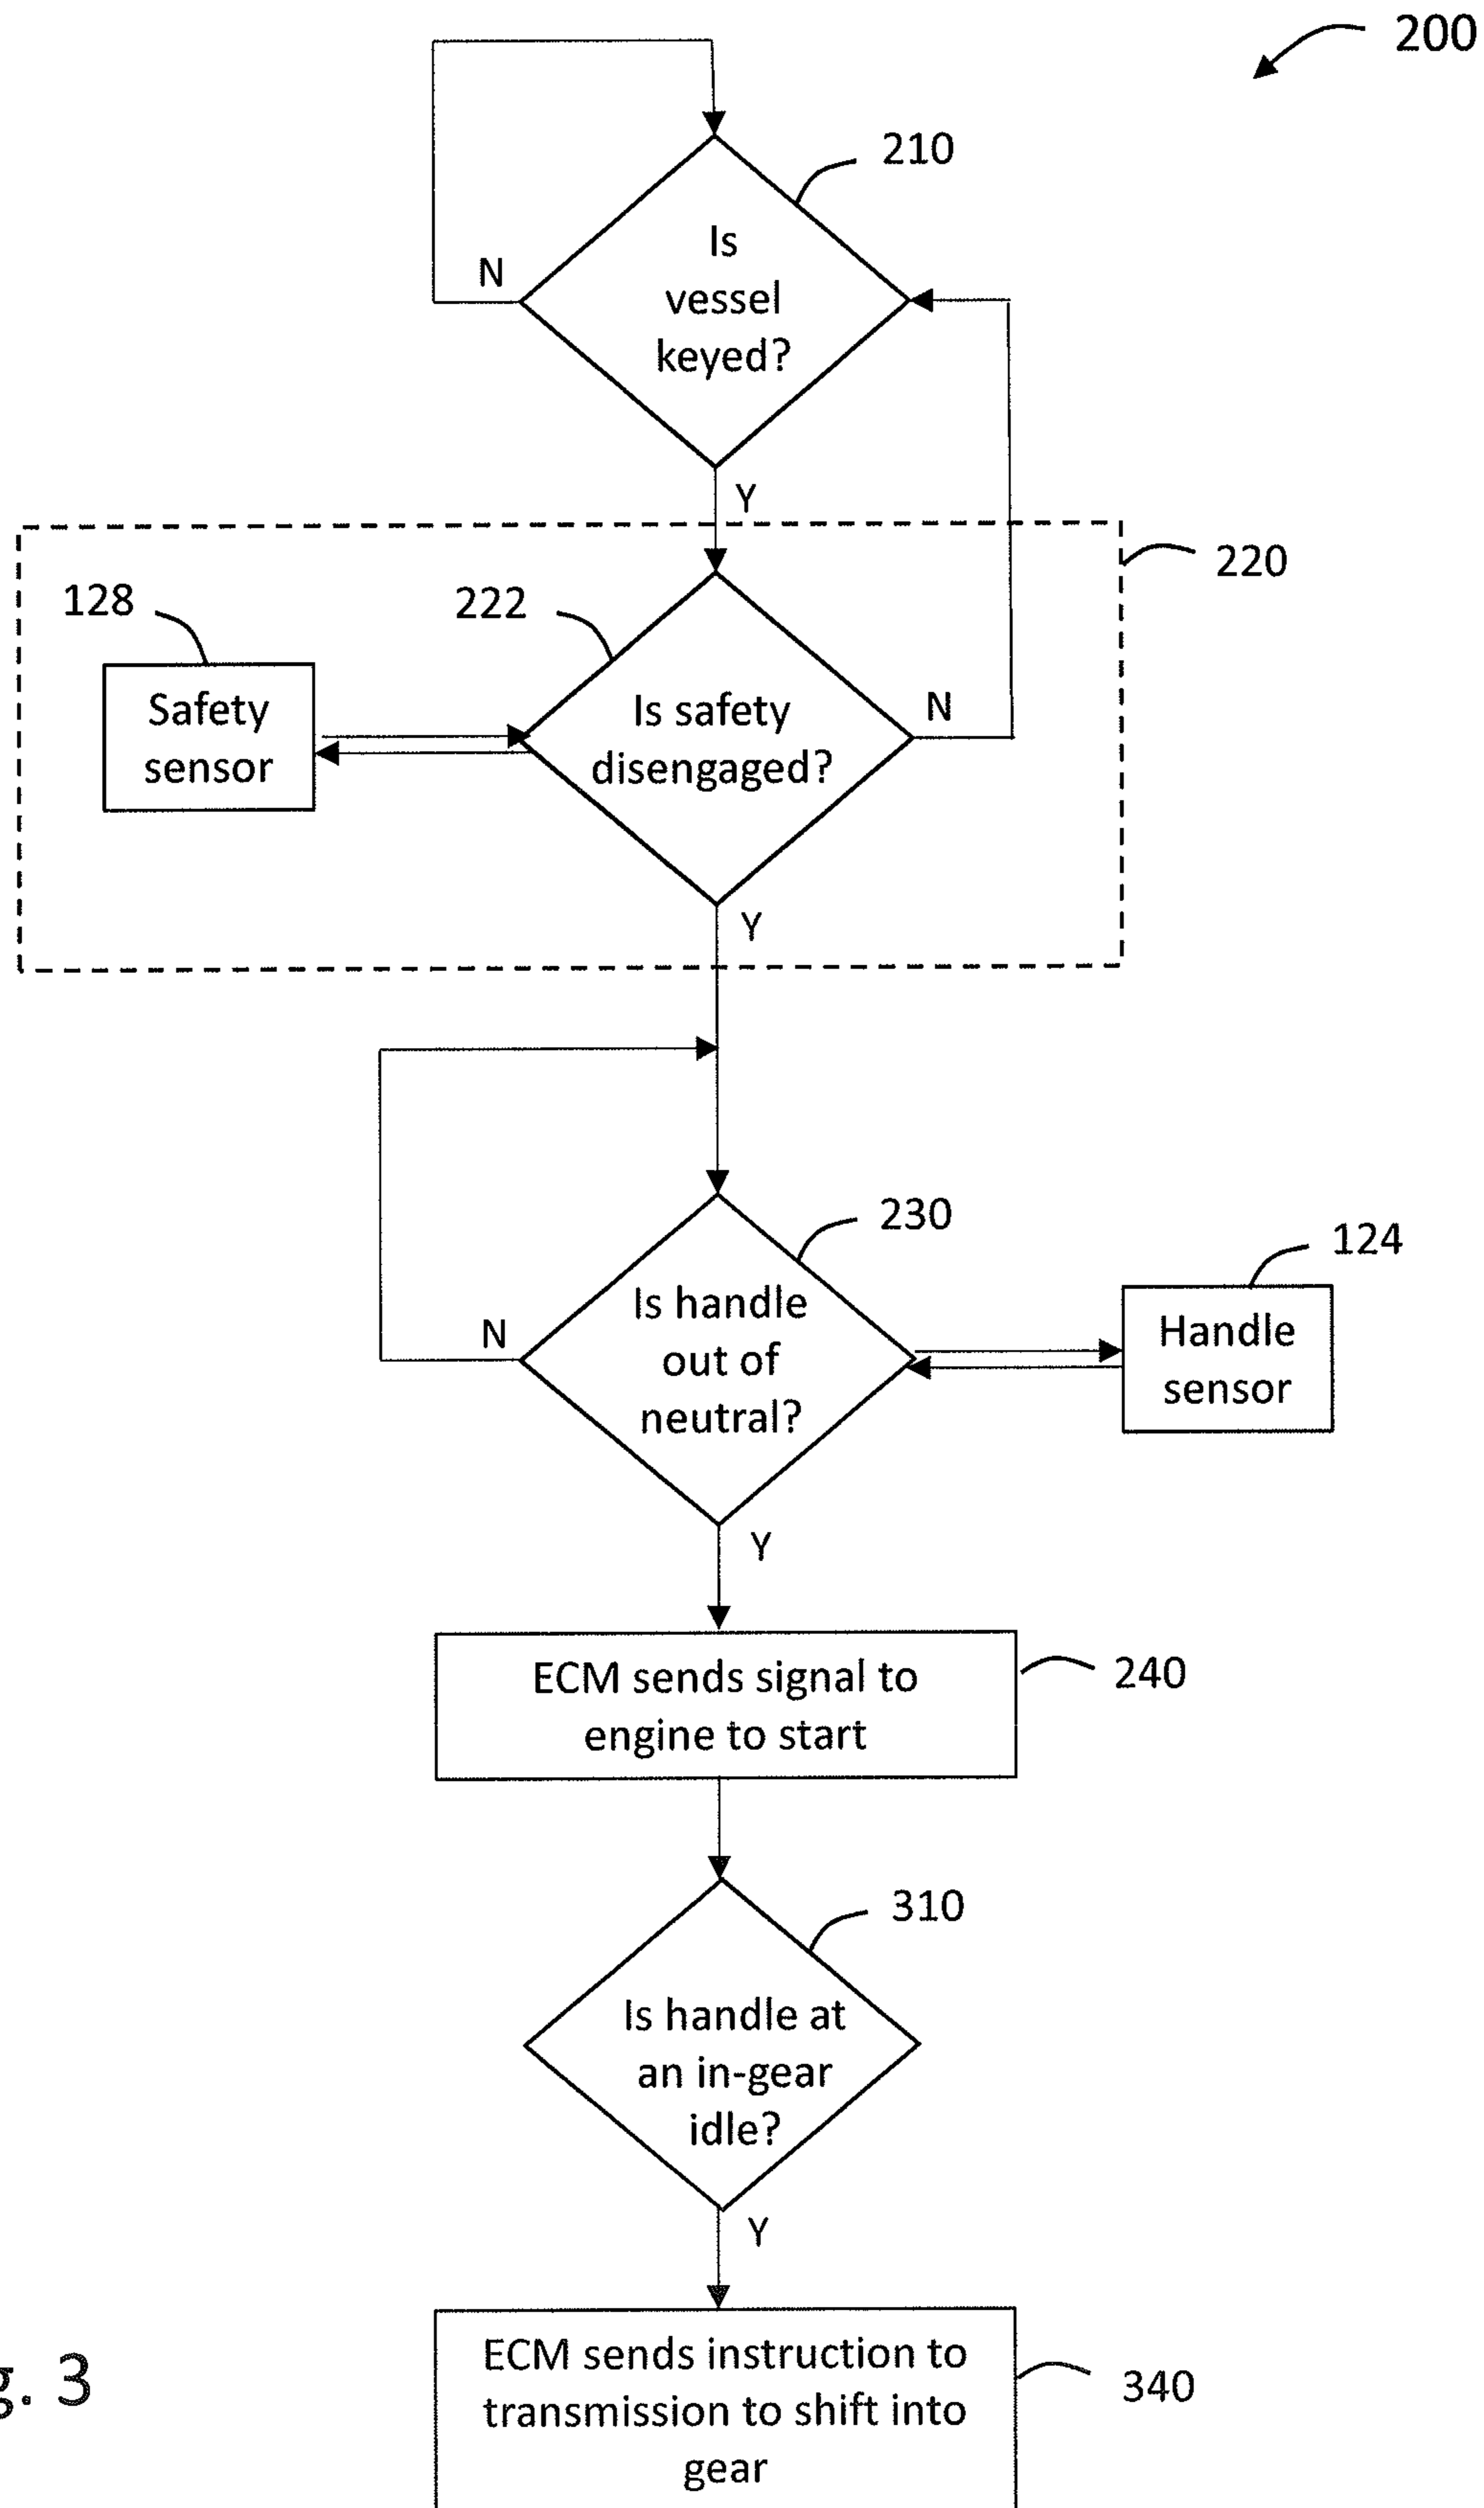 200
210
Is
vessel
keyed?
N
Y
220
128
222
Safety
sensor
Is safety
disengaged?
N
Y
230
124
Is handle
out of
neutral?
N
Handle
sensor
Y
ECM sends signal to
engine to start
240
310
Is handle at
an in-gear
idle?
Y
ECM sends instruction to
transmission to shift into
gear
340
g. 3